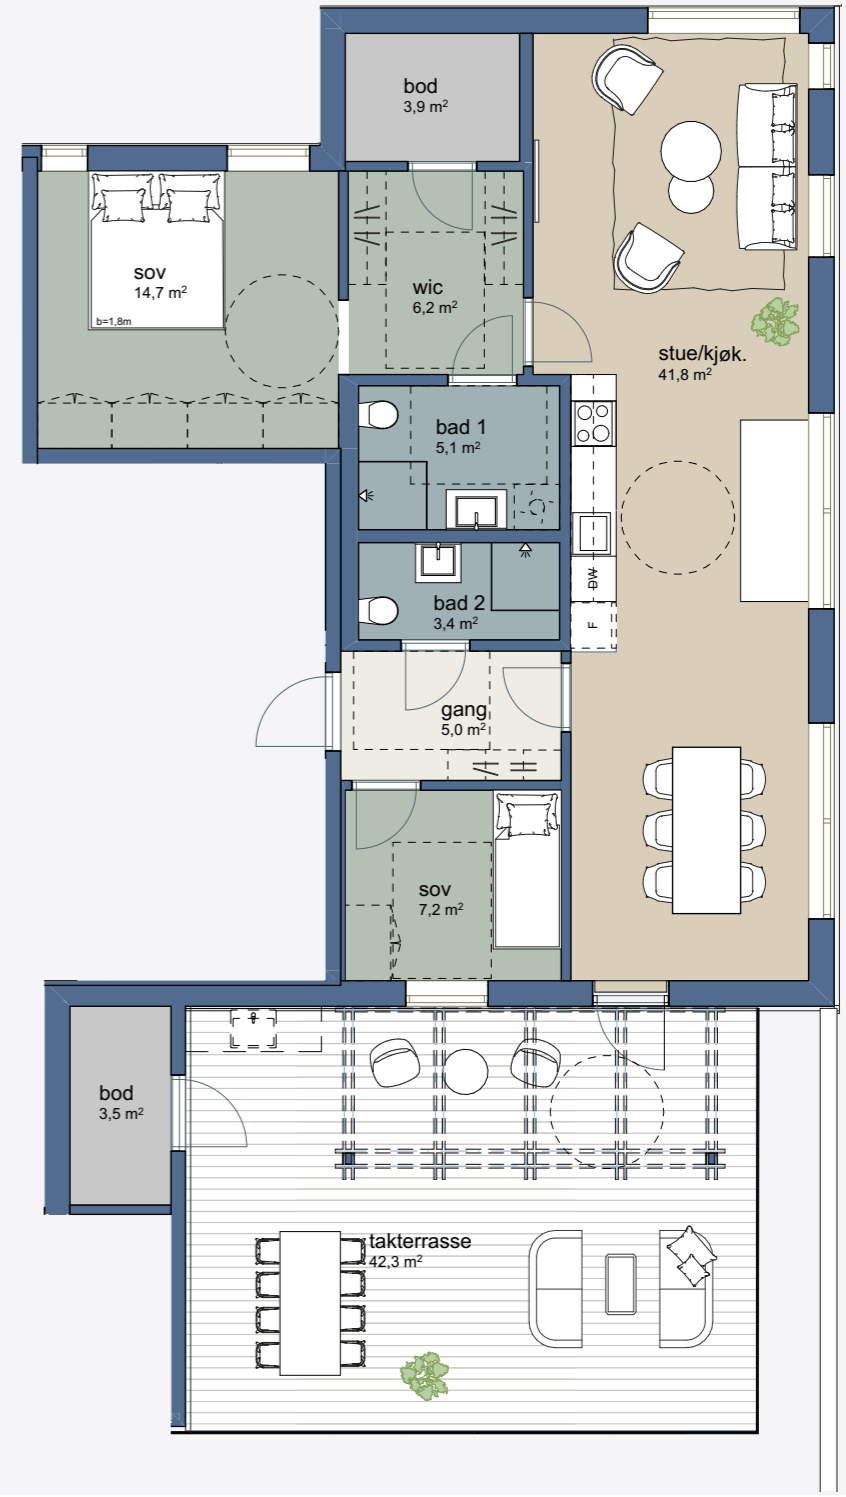 bod
3,9 m²
sov
14,7 m²
b=1,8m
wic
6,2 m²
stue/kjøk.
41,8 m²
bad 1
5,1 m²
bad 2
3,4 m²
DW
F
gang
5,0 m²
sov
7,2 m²
bod
3,5 m²
takterrasse
42,3 m²